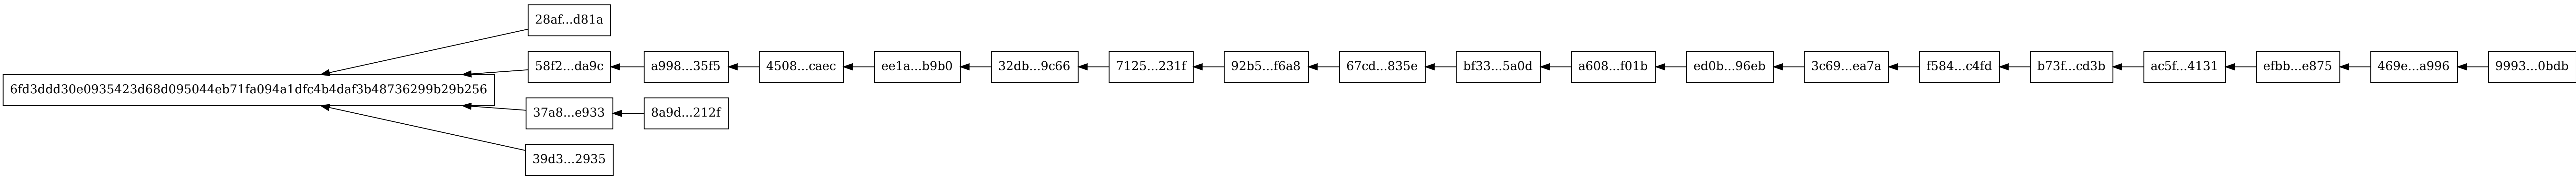 28af...d81a
58f2...da9c a998...35f5 4508...caec ee1a...b9b0 32db...9c66 7125...231f 92b5...f6a8 67cd...835e bf33...5a0d a608...f01b ed0b...96eb 3c69...ea7a f584...c4fd b73f...cd3b ac5f...4131 efbb...e875 469e...a996 9993...0bdb
6fd3ddd30e0935423d68d095044eb71fa094a1dfc4b4daf3b48736299b29b256
37a8...e933 8a9d...212f
39d3...2935